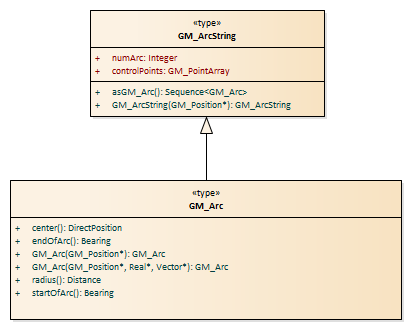 «type»
GM_ArcString
+ numArc: Integer
+ controlPoints: GM_PointArray
+ asGM_Arc(): Sequence<GM_Arc>
+ GM_ArcString(GM_Position*): GM_ArcString
«type»
GM_Arc
+ center(): DirectPosition
+ endOfArc(): Bearing
+ GM_Arc(GM_Position*): GM_Arc
+ GM_Arc(GM_Position*, Real*, Vector*): GM_Arc
+ radius(): Distance
+ startOfArc(): Bearing